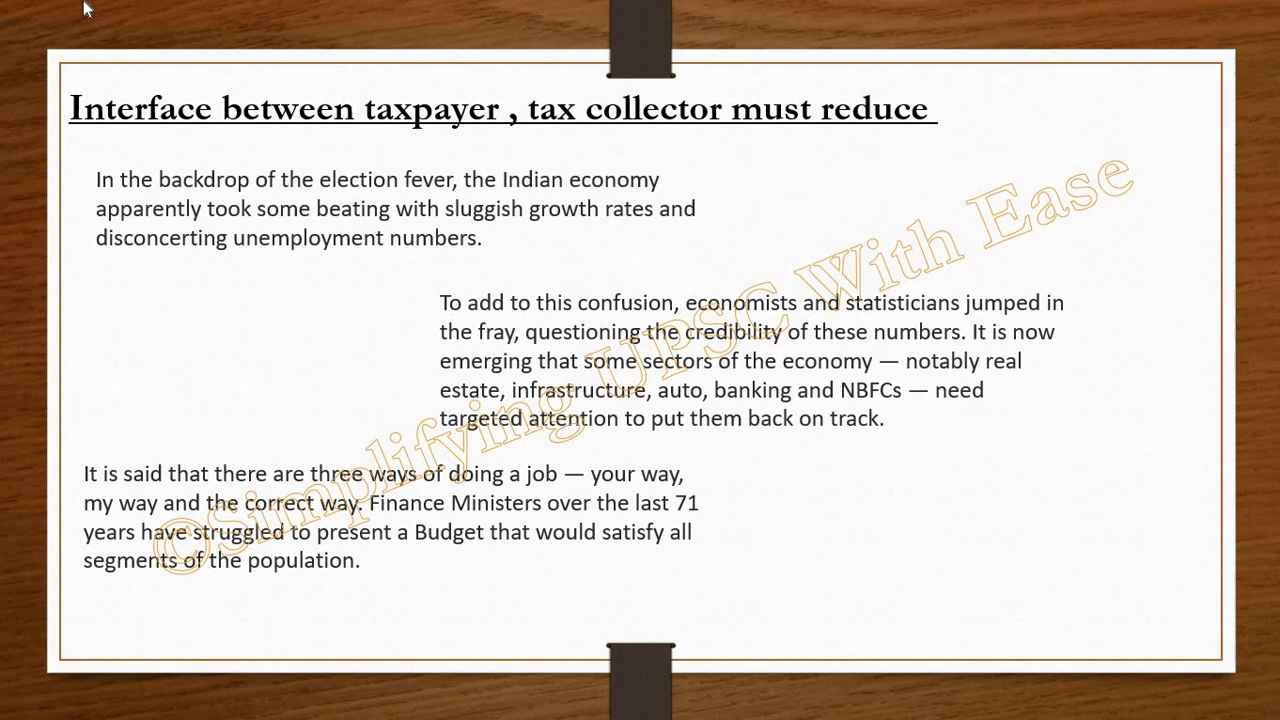 Interface between taxpayer , tax collector must reduce
In the backdrop of the election fever, the Indian economy
apparently took some beating with sluggish growth rates and
disconcerting unemployment numbers.
To add to this confusion, economists and statisticians jumped in
the fray, questioning the credibility of these numbers. It is now
emerging that some sectors of the economy — notably real
estate, infrastructure, auto, banking and NBFCs — need
targeted attention to put them back on track.
It is said that there are three ways of doing a job — your way,
my way and the correct way. Finance Ministers over the last 71
years have struggled to present a Budget that would satisfy all
segments of the population.
©Simplifying UPSC With Ease